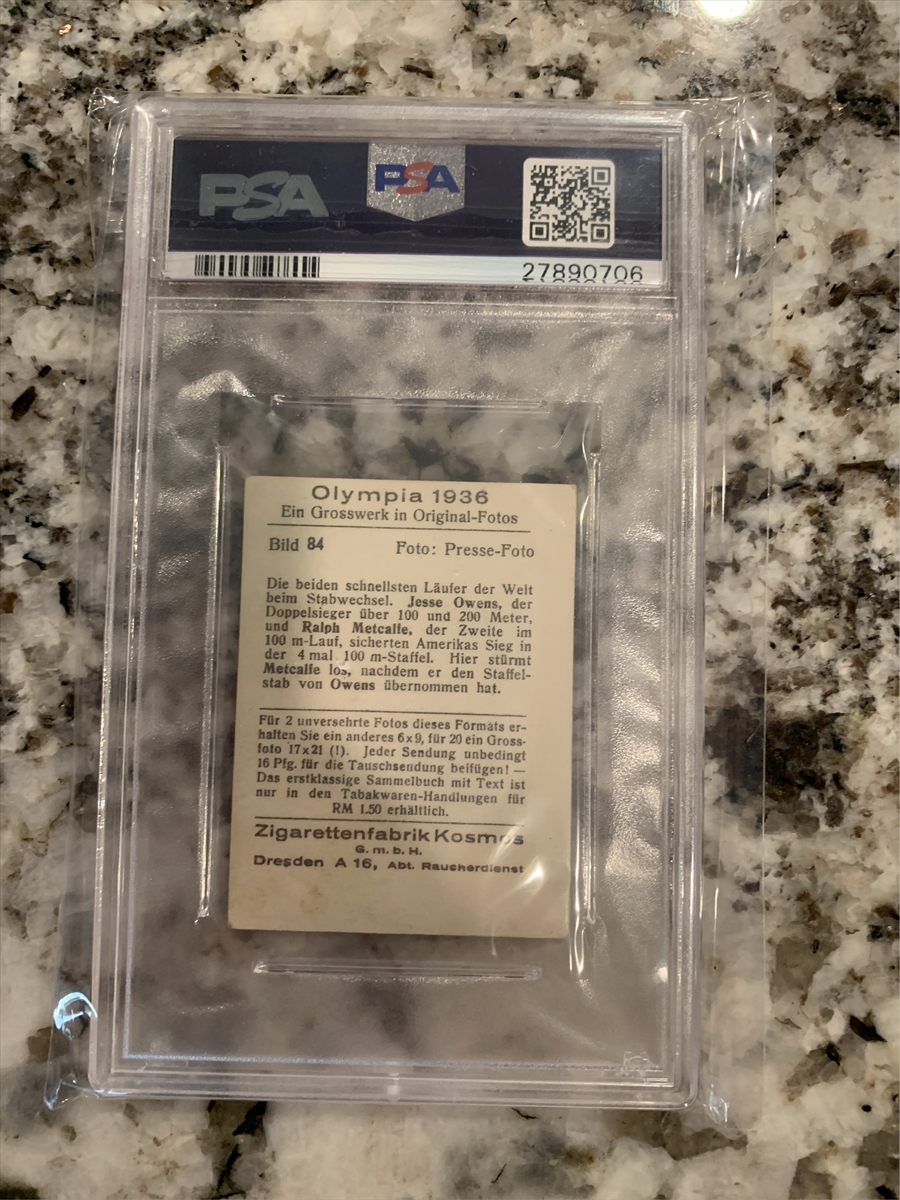 PSA
PSA
27890706
Olympia 1936
Ein Grosswerk in Original-Fotos
Bild 84 Foto: Presse-Foto
Die beiden schnellsten Läufer der Welt
beim Stabwechsel. Jesse Owens, der
Doppelsieger über 100 und 200 Meter,
und Ralph Metcalfe, der Zweite im
100 m-Lauf, sicherten Amerikas Sieg in
der 4 mal 100 m-Staffel. Hier stürmt
Metcalfe los, nachdem er den Staffel-
stab von Owens übernommen hat.
Für 2 unversehrte Fotos dieses Formats er-
halten Sie ein anderes 6x9, für 20 ein Gross-
foto 17x21 (!). Jeder Sendung unbedingt
16 Pfg. für die Tauschsendung beifügen! —
Das erstklassige Sammelbuch mit Text ist
nur in den Tabakwaren-Handlungen für
RM 1.50 erhältlich.
Zigarettenfabrik Kosmos
G. m. b. H.
Dresden A 16, Abt. Raucherdienst